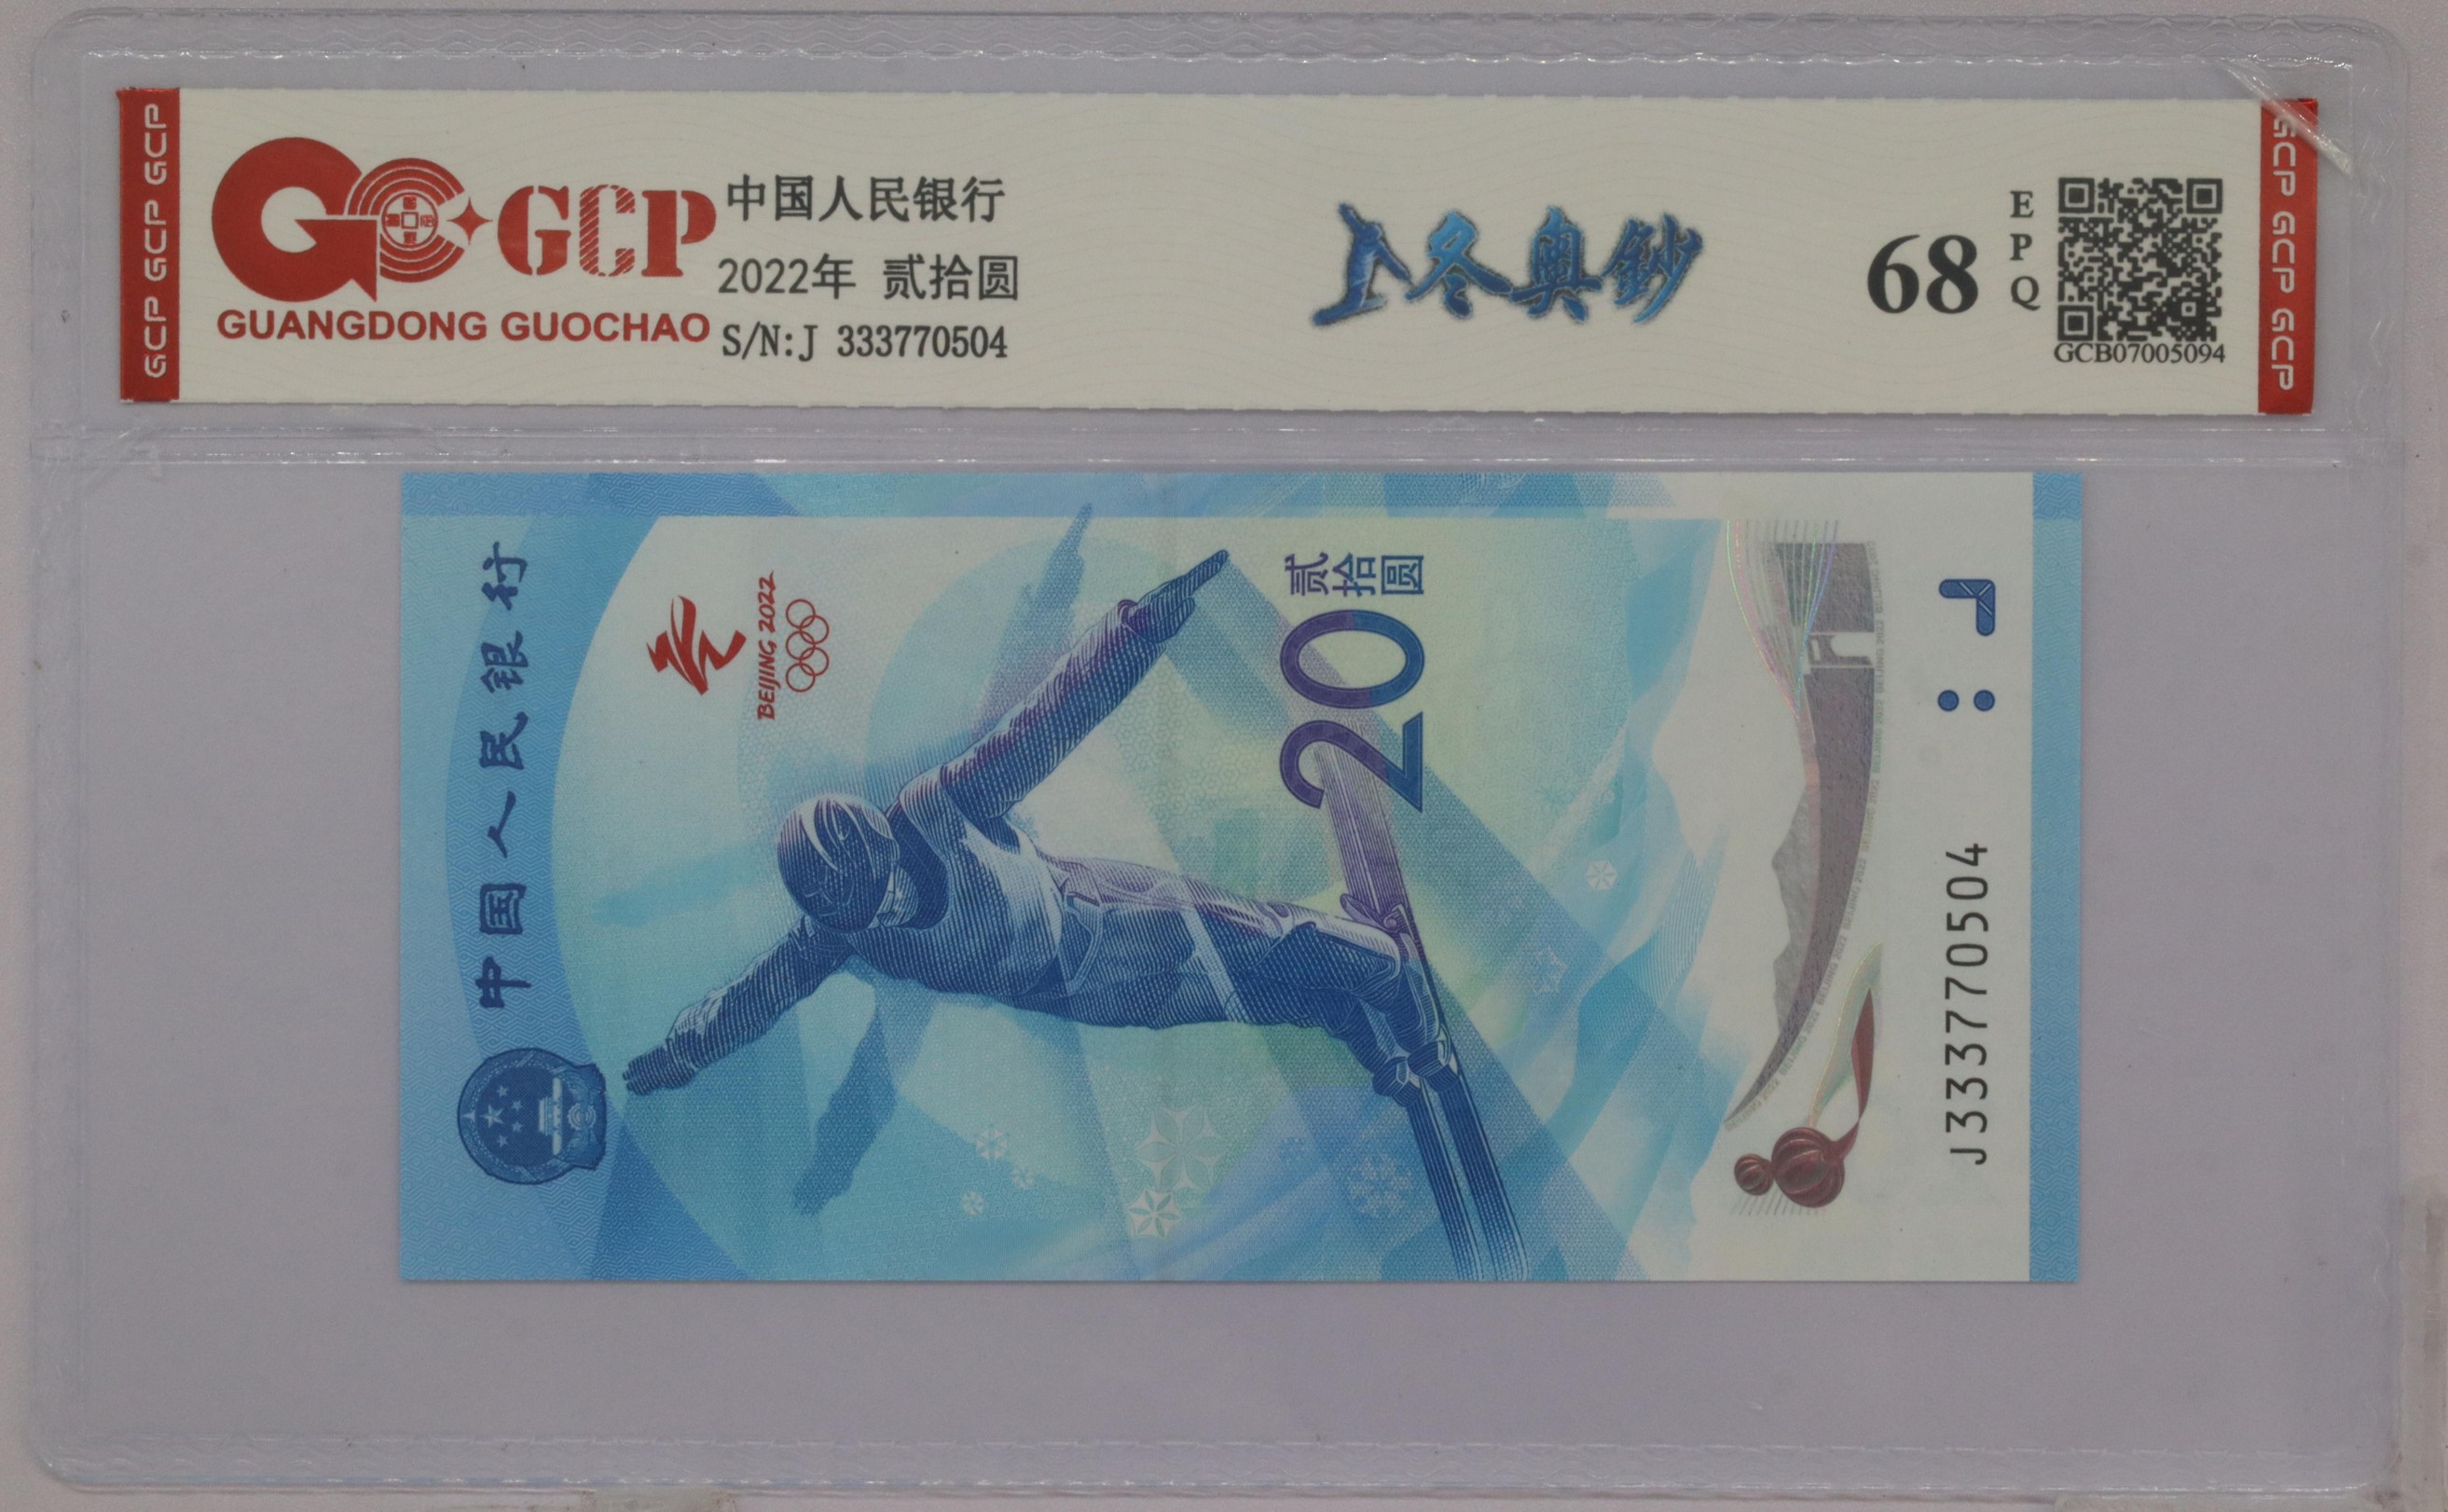 GCP GCP GCP
GCP
GUANGDONG GUOCHAO
中国人民银行
2022年 贰拾圆
S/N:J 333770504
冬奥鈔
68
EPQ
GCB07005094
GCP GCP GCP
中国人民银行
BEIJING 2022
贰拾圆
20
J333770504